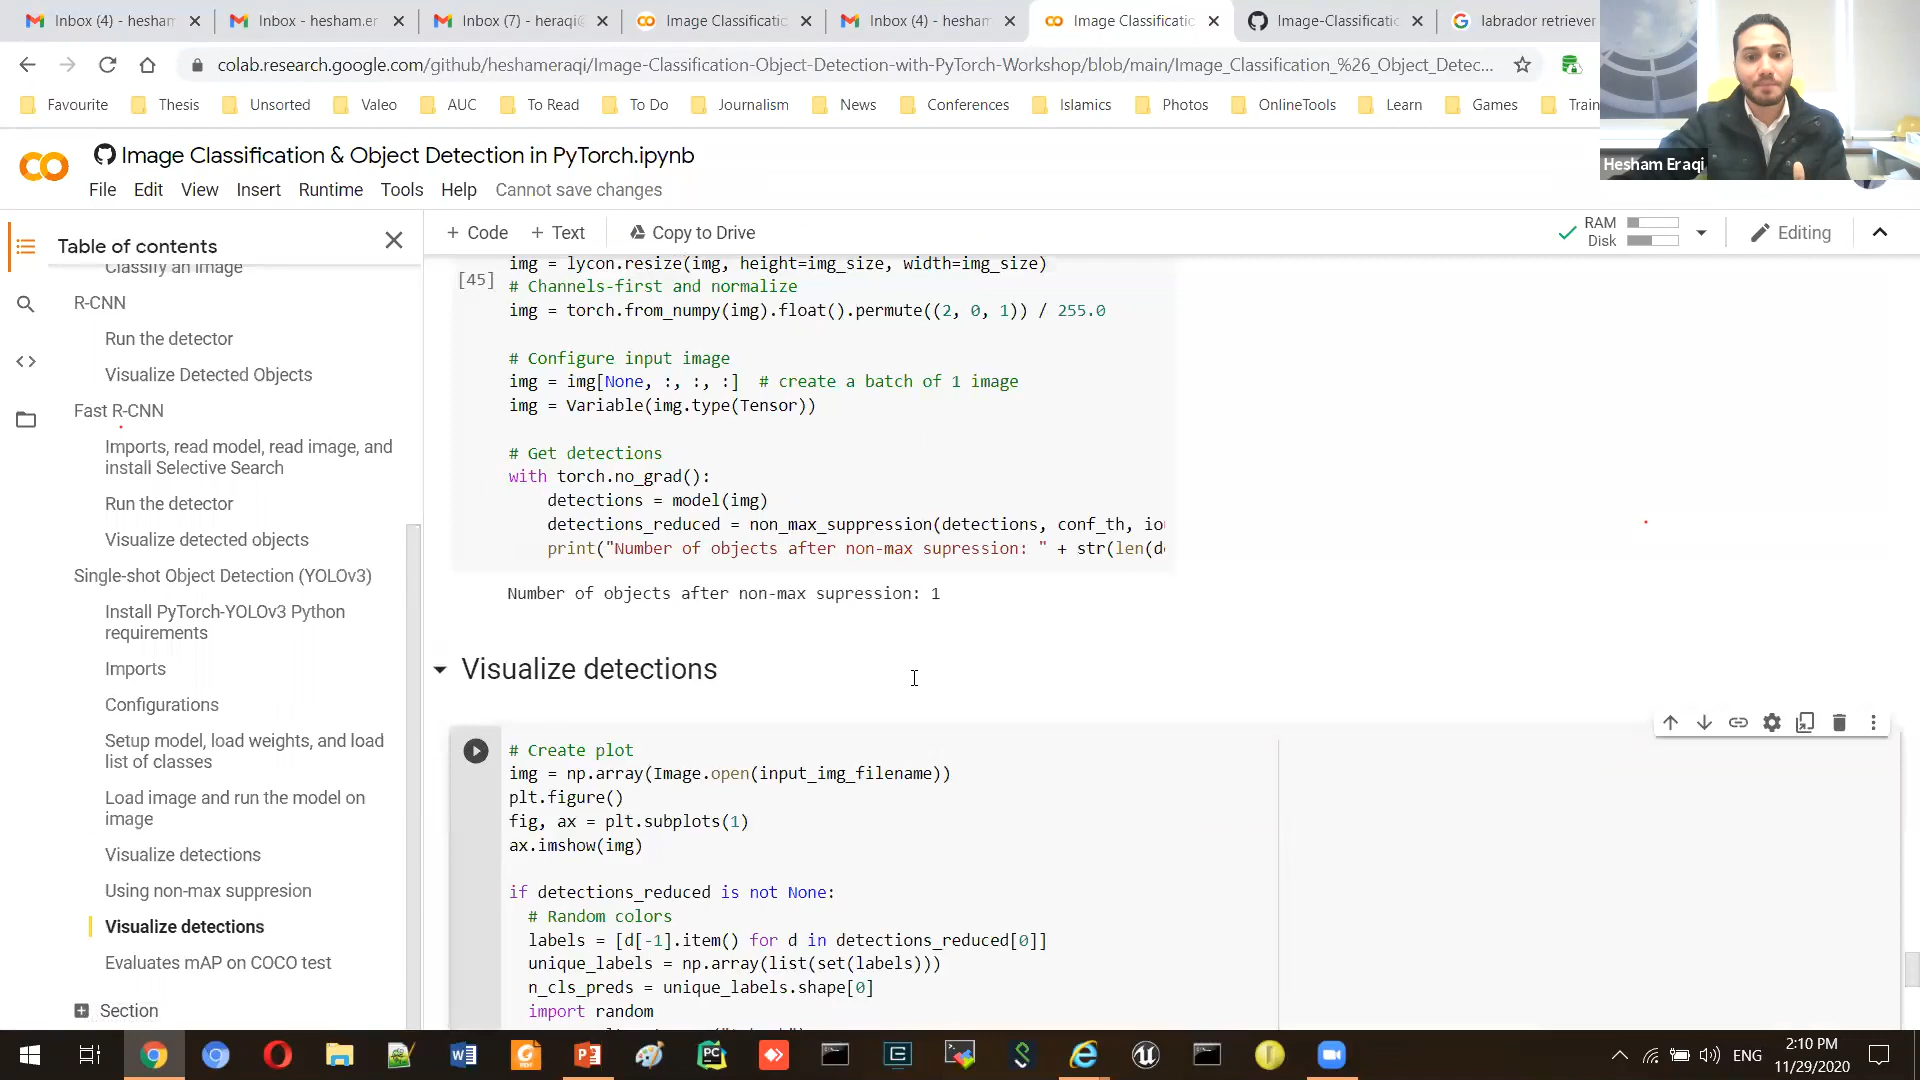 Inbox (4) - hesham
Inbox - hesham.er
Inbox (7) - heraqi@
Image Classificatio
Inbox (4) - hesham
Image Classificatio
Image-Classificatio
labrador retriever
colab.research.google.com/github/heshameraqi/Image-Classification-Object-Detection-with-PyTorch-Workshop/blob/main/Image_Classification_%26_Object_Detec...
Favourite Thesis Unsorted Valeo AUC To Read To Do Journalism News Conferences Islamics Photos OnlineTools Learn Games Train
Hesham Eraqi
Image Classification & Object Detection in PyTorch.ipynb
File Edit View Insert Runtime Tools Help Cannot save changes
Table of contents
Classify an image
R-CNN
Run the detector
Visualize Detected Objects
Fast R-CNN
Imports, read model, read image, and
install Selective Search
Run the detector
Visualize detected objects
Single-shot Object Detection (YOLOv3)
Install PyTorch-YOLOv3 Python
requirements
Imports
Configurations
Setup model, load weights, and load
list of classes
Load image and run the model on
image
Visualize detections
Using non-max suppresion
Visualize detections
Evaluates mAP on COCO test
Section
+ Code + Text Copy to Drive
RAM
Disk
Editing
[45]
img = lycon.resize(img, height=img_size, width=img_size)
# Channels-first and normalize
img = torch.from_numpy(img).float().permute((2, 0, 1)) / 255.0
# Configure input image
img = img[None, :, :, :]  # create a batch of 1 image
img = Variable(img.type(Tensor))
# Get detections
with torch.no_grad():
detections = model(img)
detections_reduced = non_max_suppression(detections, conf_th, io
print("Number of objects after non-max supression: " + str(len(d
Number of objects after non-max supression: 1
Visualize detections
# Create plot
img = np.array(Image.open(input_img_filename))
plt.figure()
fig, ax = plt.subplots(1)
ax.imshow(img)
if detections_reduced is not None:
# Random colors
labels = [d[-1].item() for d in detections_reduced[0]]
unique_labels = np.array(list(set(labels)))
n_cls_preds = unique_labels.shape[0]
import random
ENG
2:10 PM
11/29/2020